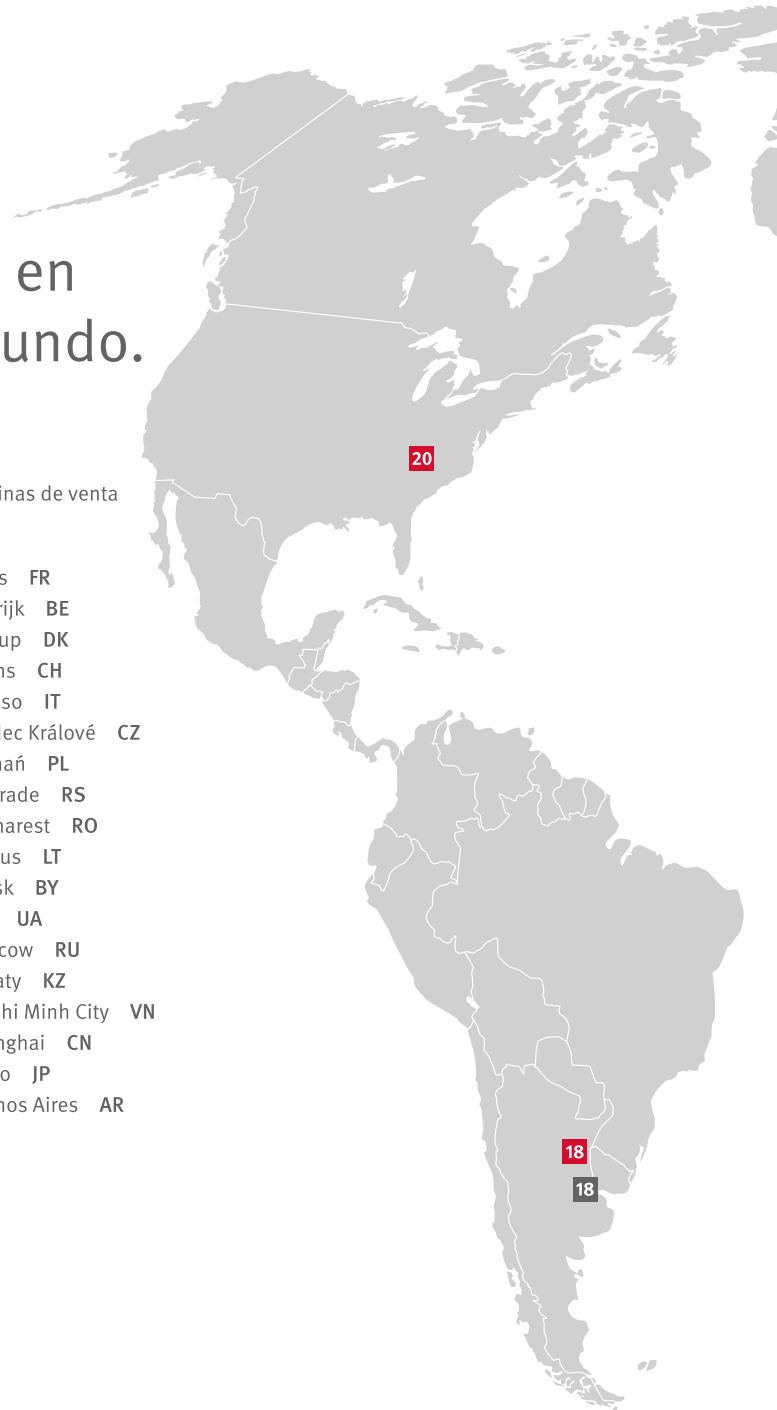 en
undo.
inas de venta
s FR
rijk BE
up DK
ns CH
so IT
lec Králové CZ
nań PL
rade RS
harest RO
us LT
sk BY
UA
cow RU
aty KZ
hi Minh City VN
nghai CN
o JP
nos Aires AR
20
18
18